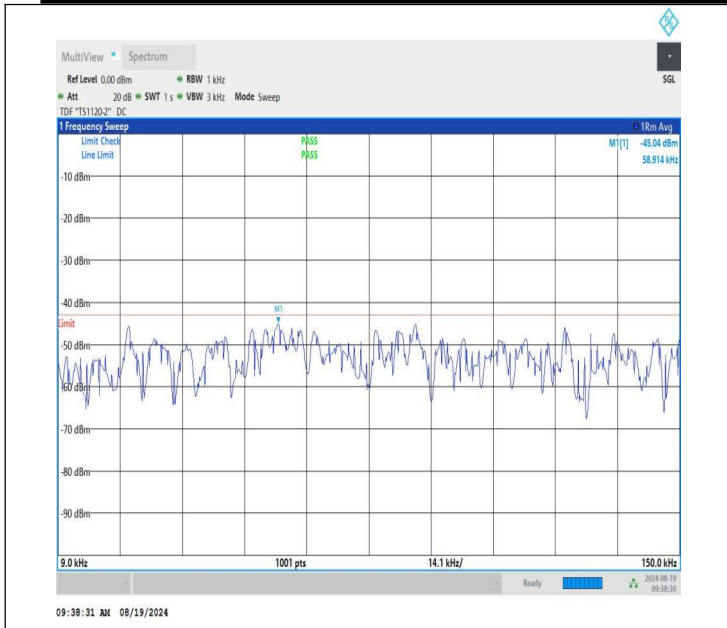 MultiView Spectrum
Ref Level 0.00 dBm RBW 1 kHz SGL
Att 20 dB SWT 1 s VBW 3 kHz Mode Sweep
TDF "TS1120-2" DC
1 Frequency Sweep 1Rm Avg
Limit Check PASS M1[1] -45.04 dBm
Line Limit PASS 58.914 kHz
-10 dBm
-20 dBm
-30 dBm
-40 dBm
M1
Limit
-50 dBm
-60 dBm
-70 dBm
-80 dBm
-90 dBm
9.0 kHz 1001 pts 14.1 kHz/ 150.0 kHz
Ready 2024-08-19
09:38:30
09:38:31 AM 08/19/2024